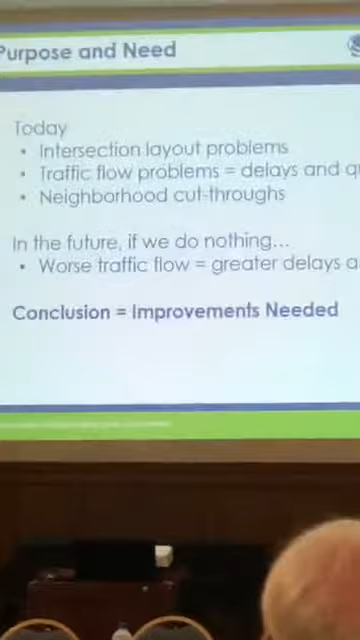 Purpose and Need
Today
• Intersection layout problems
• Traffic flow problems = delays and
• Neighborhood cut-throughs
In the future, if we do nothing...
• Worse traffic flow = greater delays
Conclusion = Improvements Needed